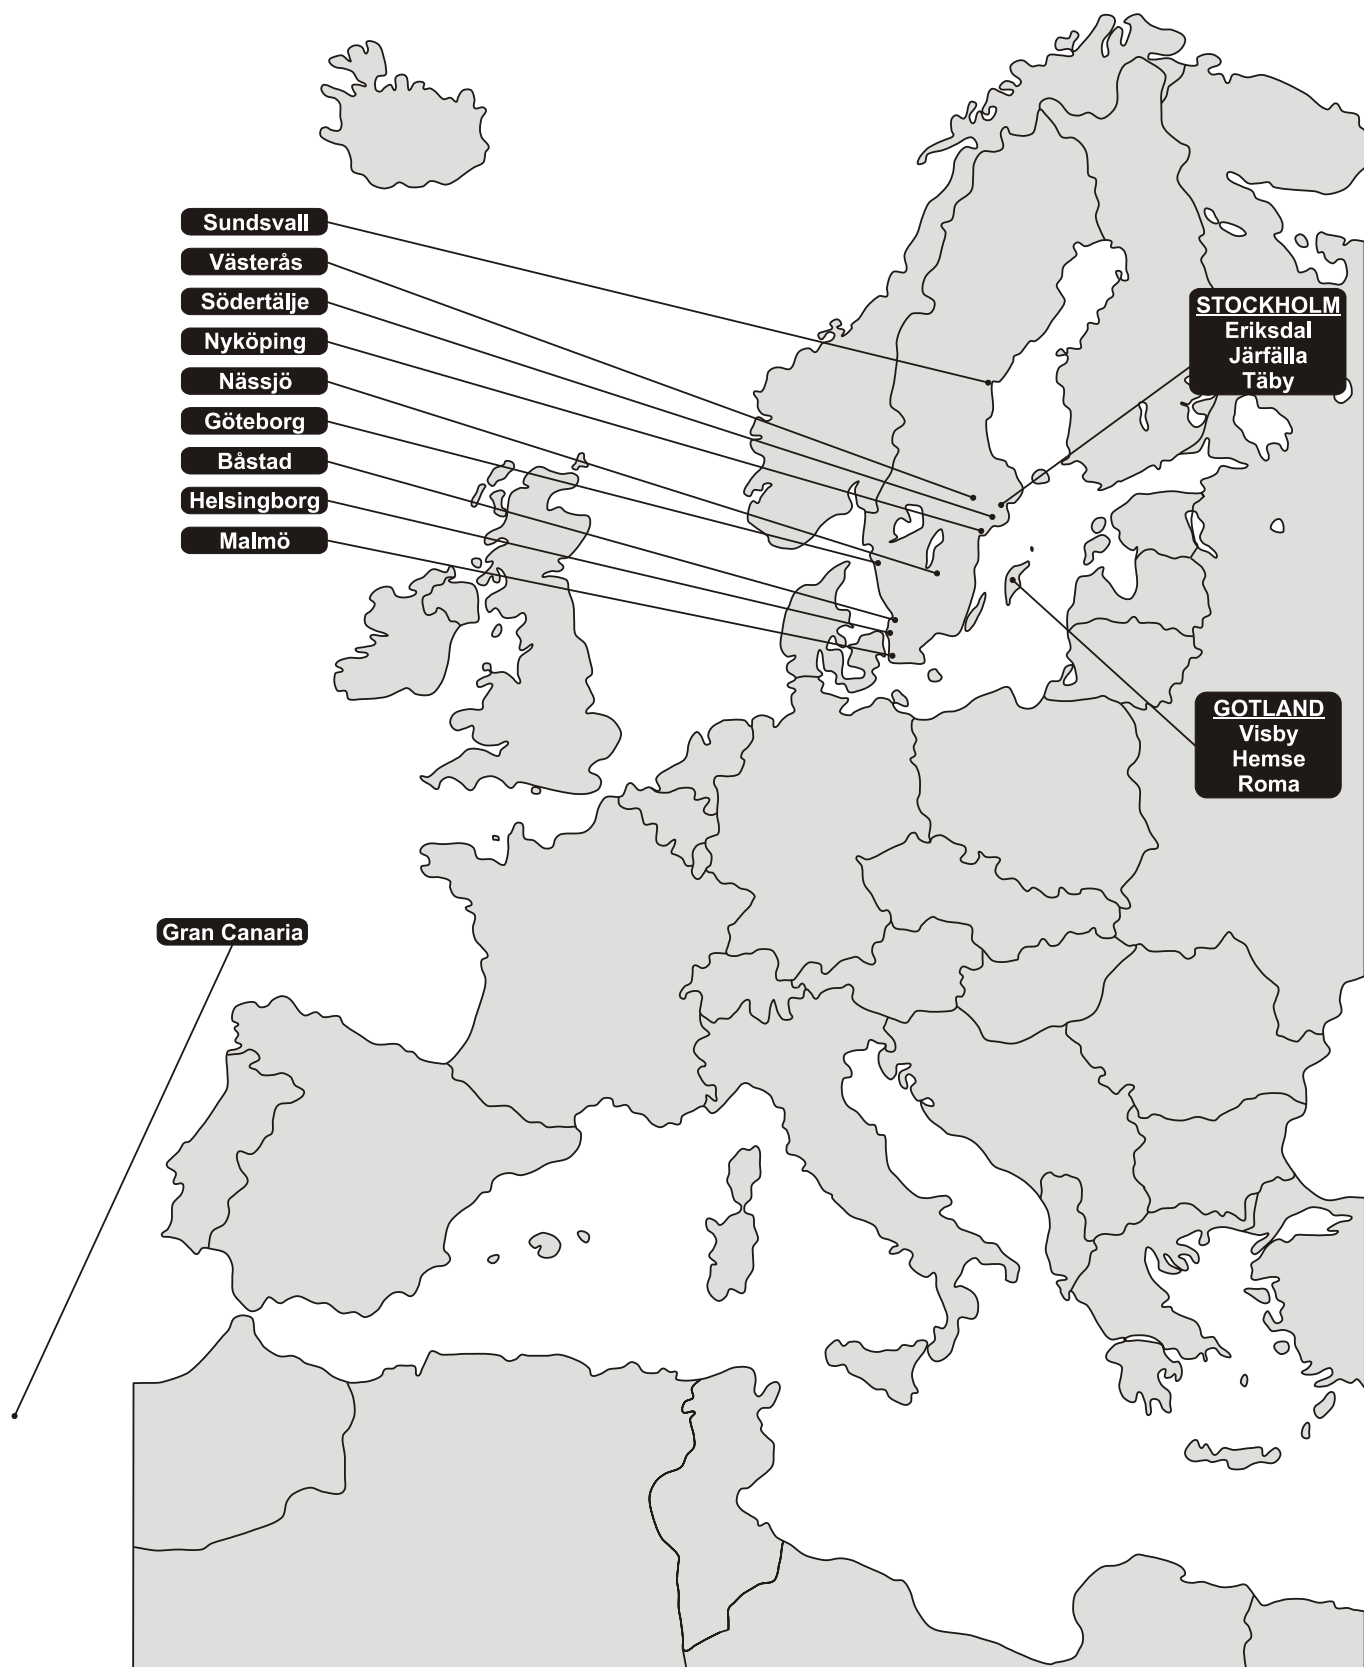 Sundsvall
Västerås
Södertälje
Nyköping
Nässjö
Göteborg
Båstad
Helsingborg
Malmö
STOCKHOLM
Eriksdal
Järfälla
Täby
GOTLAND
Visby
Hemse
Roma
Gran Canaria